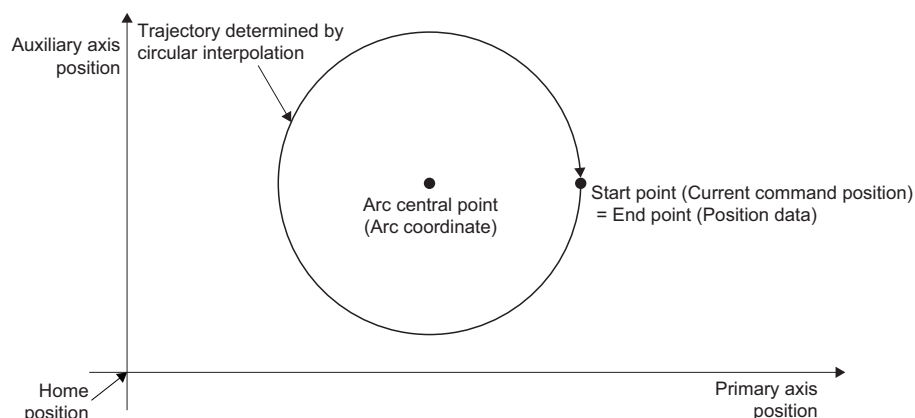 Auxiliary axis
position
Trajectory determined by
circular interpolation
Arc central point
(Arc coordinate)
Start point (Current command position)
= End point (Position data)
Home
position
Primary axis
position